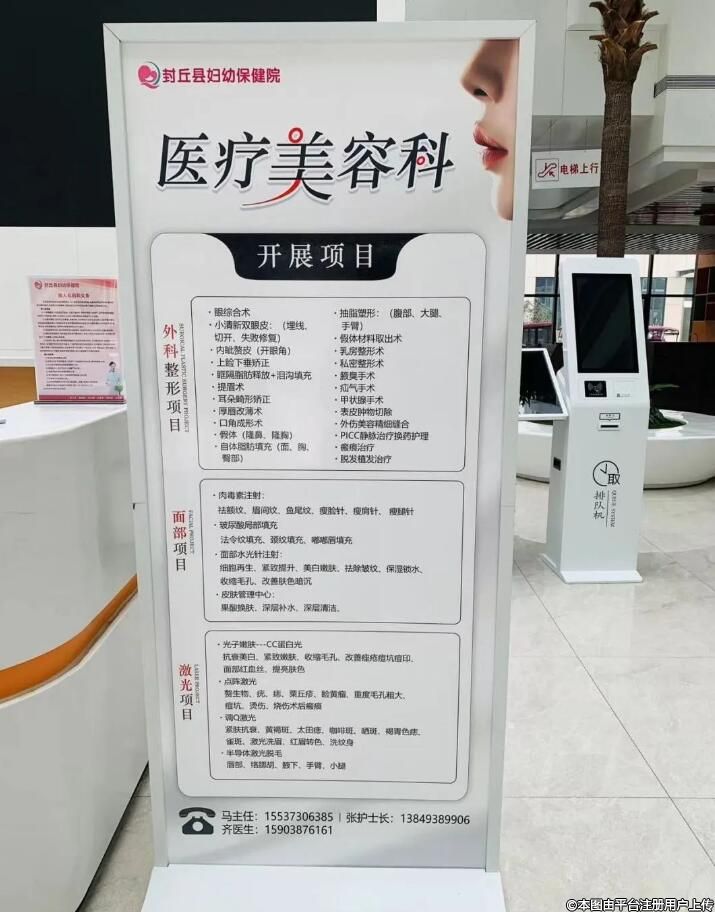 封丘县妇幼保健院
医疗美容科
电梯上行
开展项目
封丘县妇幼保健院
外科整形项目
SURGICAL PLASTIC SURGERY PROJECT
·眼综合术
·小清新双眼皮：（埋线、
切开、失败修复）
·内眦赘皮（开眼角）
·上睑下垂矫正
·眶隔脂肪释放+泪沟填充
·提眉术
·耳朵畸形矫正
·厚唇改薄术
·口角成形术
·假体（隆鼻、隆胸）
·自体脂肪填充（面、胸、
臀部）
·抽脂塑形：（腹部、大腿、
手臂）
·假体材料取出术
·乳房整形术
·私密整形术
·腋臭手术
·疝气手术
·甲状腺手术
·表皮肿物切除
·外伤美容精细缝合
·PICC静脉治疗换药护理
·瘢痕治疗
·脱发植发治疗
面部项目
FACIAL PROJECT
·肉毒素注射：
祛额纹、眉间纹、鱼尾纹、瘦脸针、瘦肩针、瘦腿针
·玻尿酸局部填充
法令纹填充、颈纹填充、嘟嘟唇填充
·面部水光针注射：
细胞再生、紧致提升、美白嫩肤、祛除皱纹、保湿锁水、
收缩毛孔、改善肤色暗沉
·皮肤管理中心：
果酸换肤、深层补水、深层清洁、
激光项目
LASER PROJECT
·光子嫩肤---CC蛋白光
抗衰美白、紧致嫩肤、收缩毛孔、改善痤疮痘坑痘印、
面部红血丝、提亮肤色
·点阵激光
赘生物、疣、痣、粟丘疹、睑黄瘤、重度毛孔粗大、
痘坑、烫伤、烧伤术后瘢痕
·调Q激光
紧肤抗衰、黄褐斑、太田痣、咖啡斑、晒斑、褐青色痣、
雀斑、激光洗眉、红眉转色、洗纹身
·半导体激光脱毛
唇部、络腮胡、腋下、手臂、小腿
马主任：15537306385 | 张护士长：13849389906
齐医生：15903876161
取
排队机
QUEUE SYSTEM
©本图由平台注册用户上传